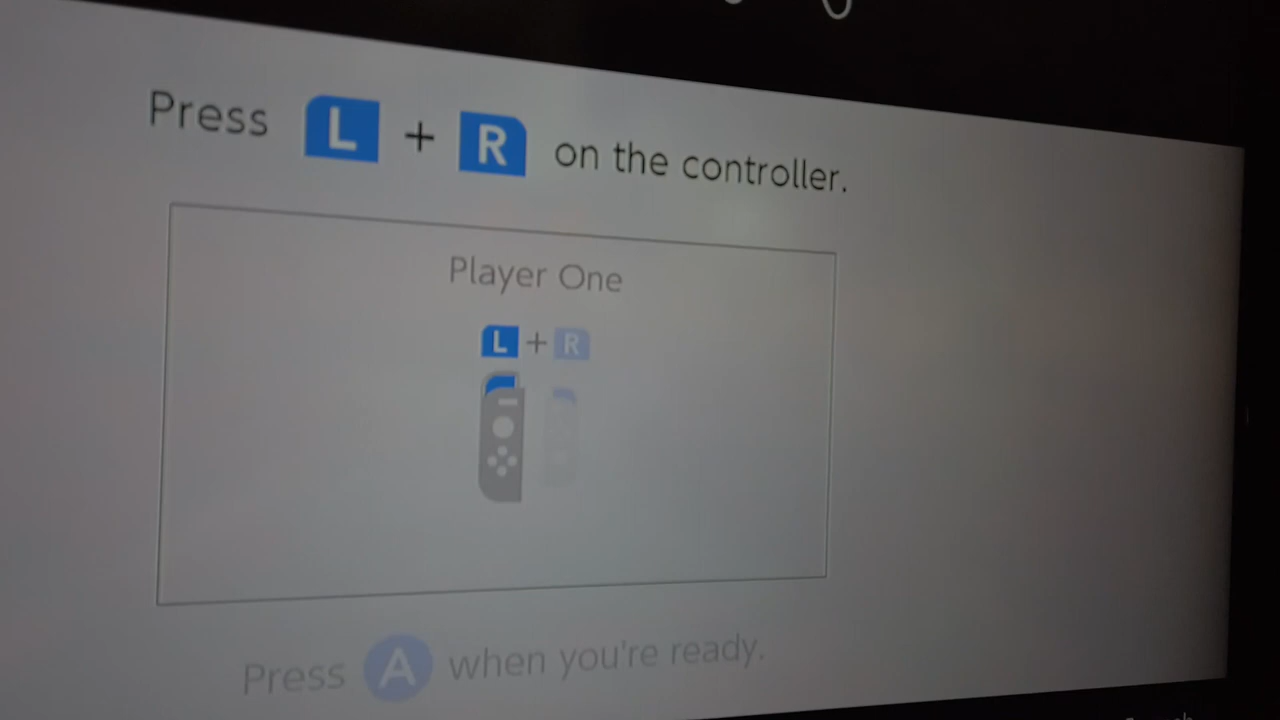 Press L + R on the controller.
Player One
L + R
Press A when you're ready.